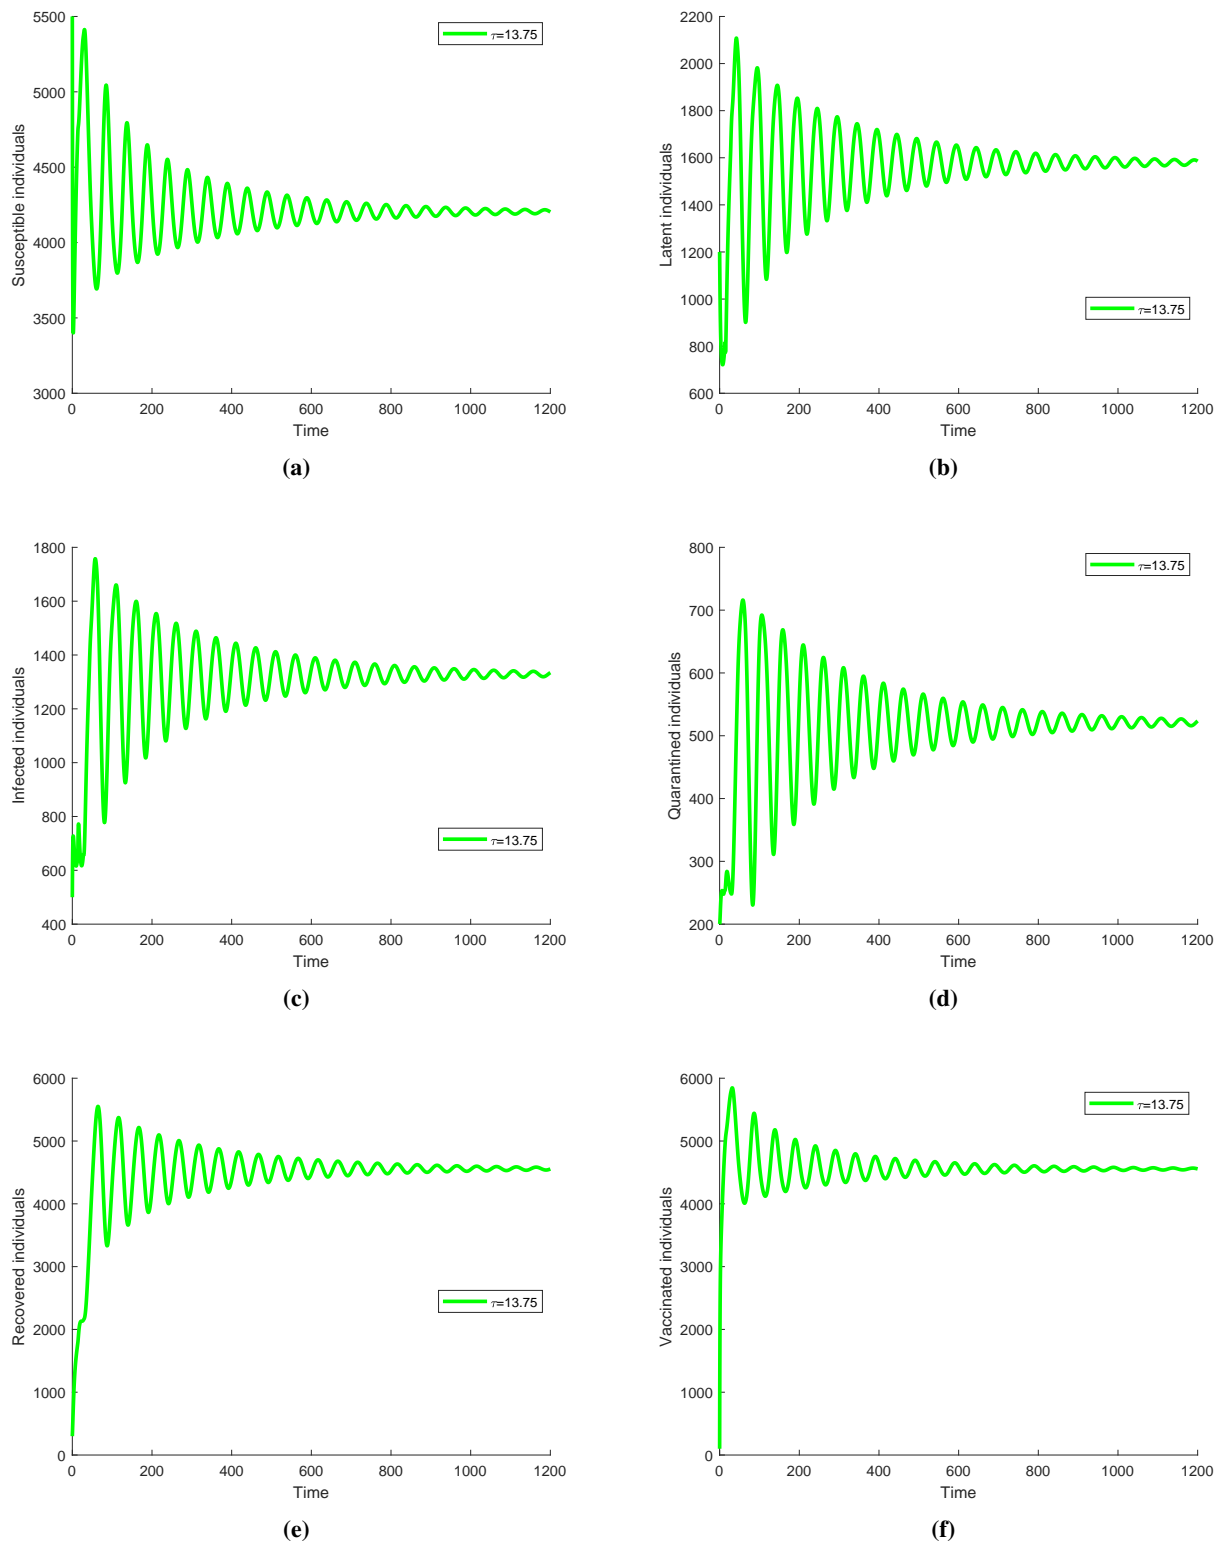 5500
5000
4500
4000
3500
3000
Susceptible individuals
τ=13.75
0 200 400 600 800 1000 1200
Time
(a)
2200
2000
1800
1600
1400
1200
1000
800
600
Latent individuals
τ=13.75
0 200 400 600 800 1000 1200
Time
(b)
1800
1600
1400
1200
1000
800
600
400
Infected individuals
τ=13.75
0 200 400 600 800 1000 1200
Time
(c)
800
700
600
500
400
300
200
Quarantined individuals
τ=13.75
0 200 400 600 800 1000 1200
Time
(d)
6000
5000
4000
3000
2000
1000
0
Recovered individuals
τ=13.75
0 200 400 600 800 1000 1200
Time
(e)
6000
5000
4000
3000
2000
1000
0
Vaccinated individuals
τ=13.75
0 200 400 600 800 1000 1200
Time
(f)